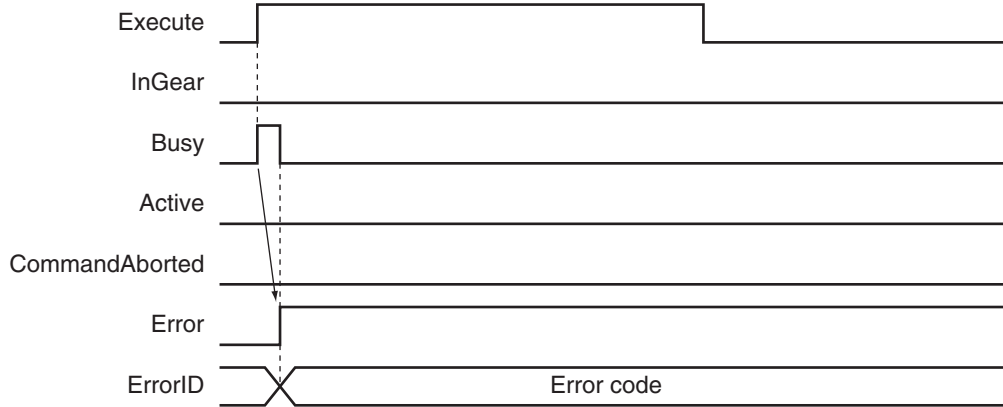 Execute
InGear
Busy
Active
CommandAborted
Error
ErrorID
Error code